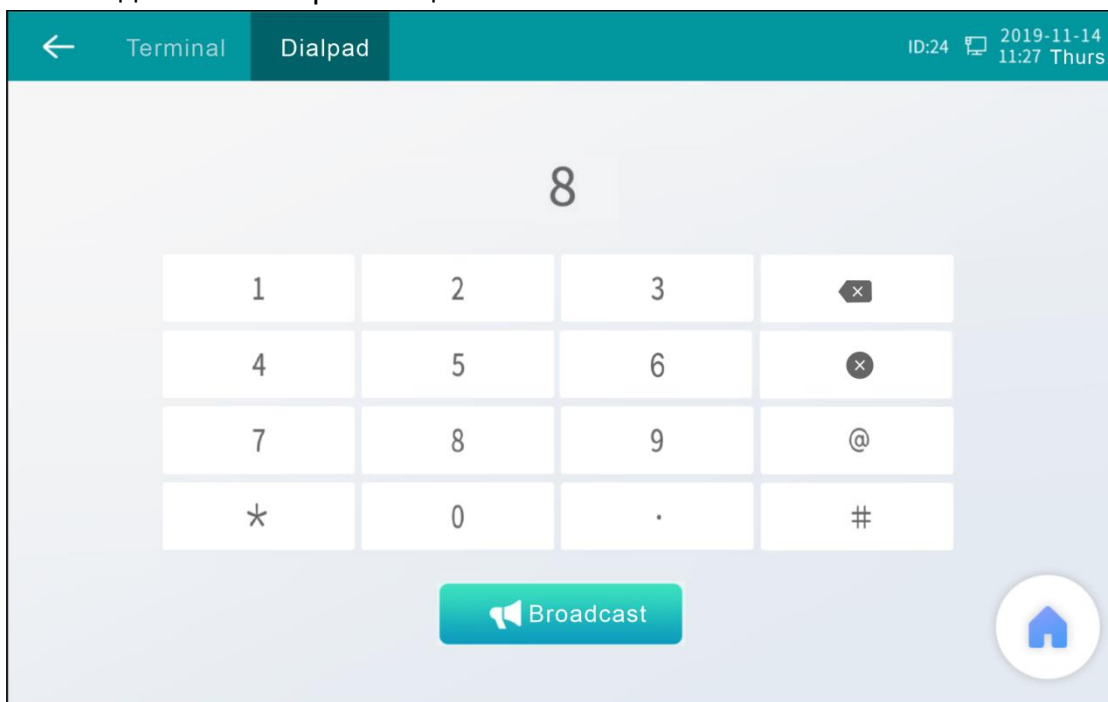 Terminal Dialpad ID:24 2019-11-14
11:27 Thurs
8
1 2 3
4 5 6
7 8 9 @
* 0 . #
Broadcast